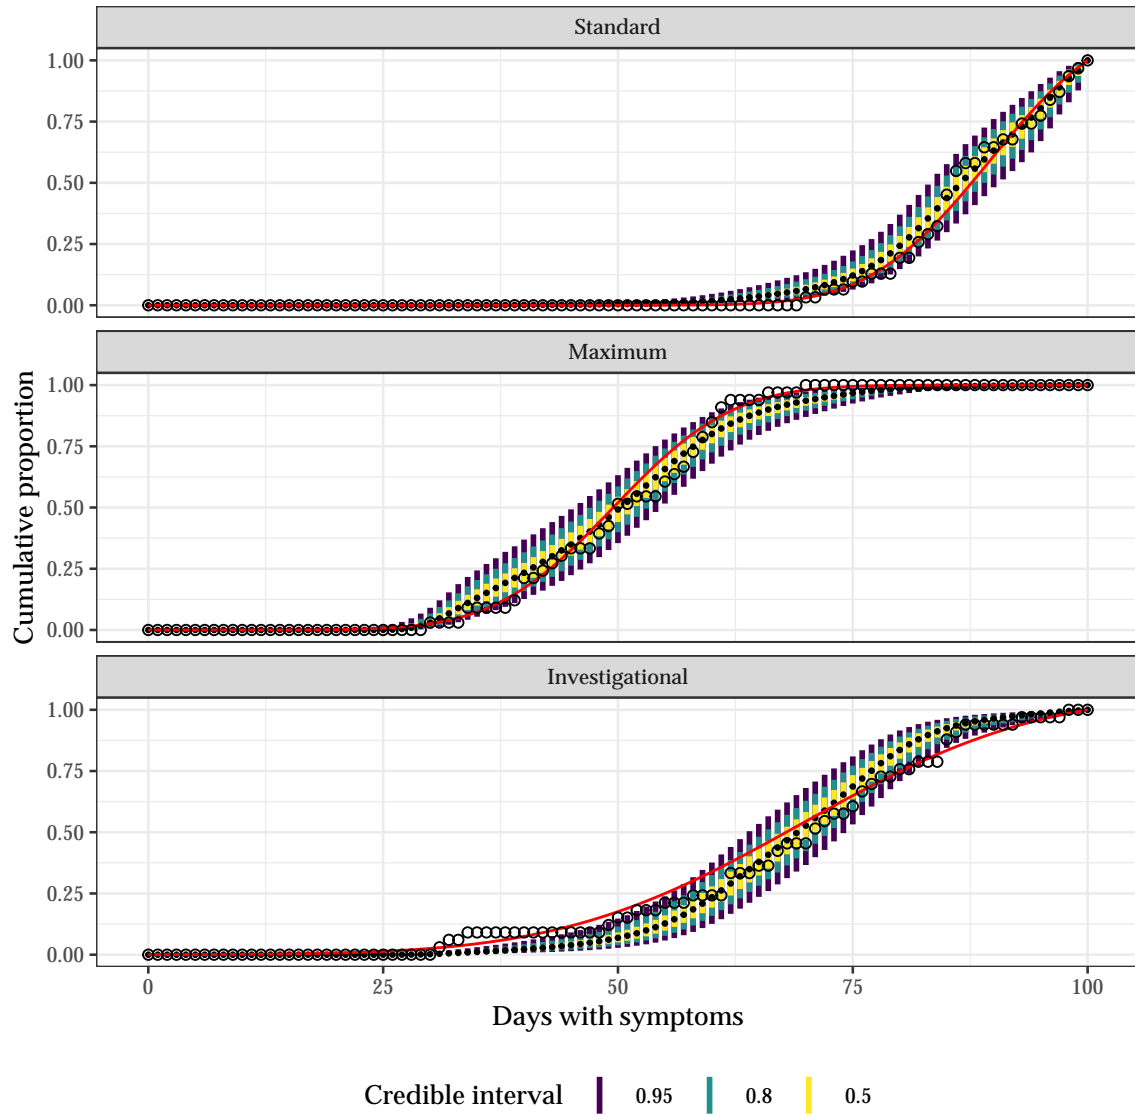 Standard
1.00
0.75
0.50
0.25
0.00
Maximum
1.00
0.75
0.50
0.25
0.00
Cumulative proportion
Investigational
1.00
0.75
0.50
0.25
0.00
0 25 50 75 100
Days with symptoms
Credible interval 0.95 0.8 0.5